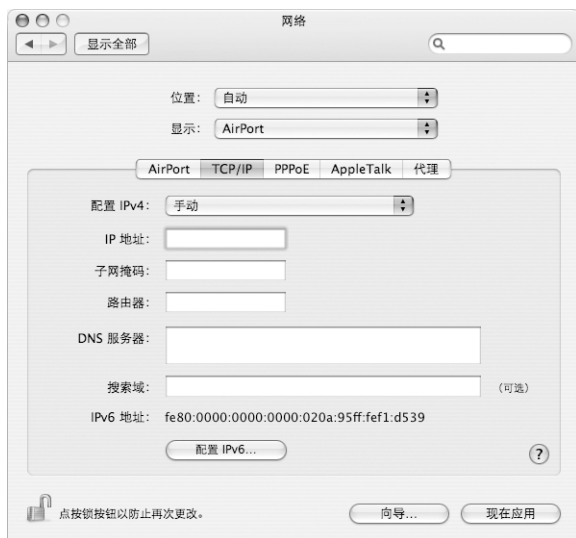 网络
显示全部
位置： 自动
显示： AirPort
AirPort TCP/IP PPPoE AppleTalk 代理
配置 IPv4： 手动
IP 地址：
子网掩码：
路由器：
DNS 服务器：
搜索域： (可选)
IPv6 地址： fe80:0000:0000:0000:020a:95ff:fef1:d539
配置 IPv6...
?
点按锁按钮以防止再次更改。 向导... 现在应用